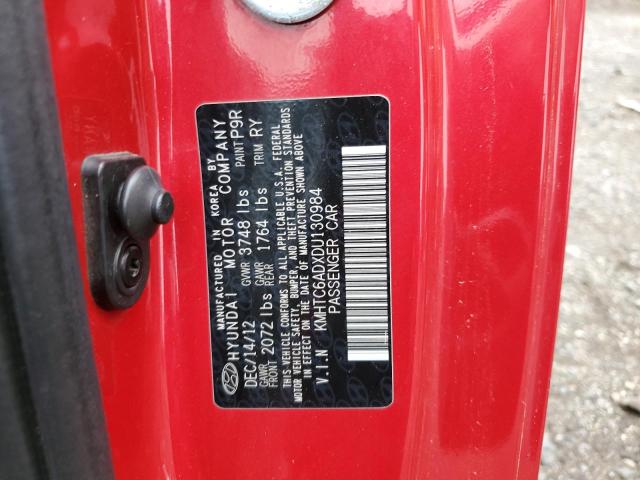 MANUFACTURED IN KOREA BY
HYUNDAI MOTOR COMPANY
DEC/14/12 GVWR 3748 lbs PAINT P9R
GAWR FRONT 2072 lbs GAWR REAR 1764 lbs TRIM RY
THIS VEHICLE CONFORMS TO ALL APPLICABLE U.S.A. FEDERAL
MOTOR VEHICLE SAFETY, BUMPER, AND THEFT PREVENTION STANDARDS
IN EFFECT ON THE DATE OF MANUFACTURE SHOWN ABOVE
V.I.N KMHTC6ADXDU130984
PASSENGER CAR